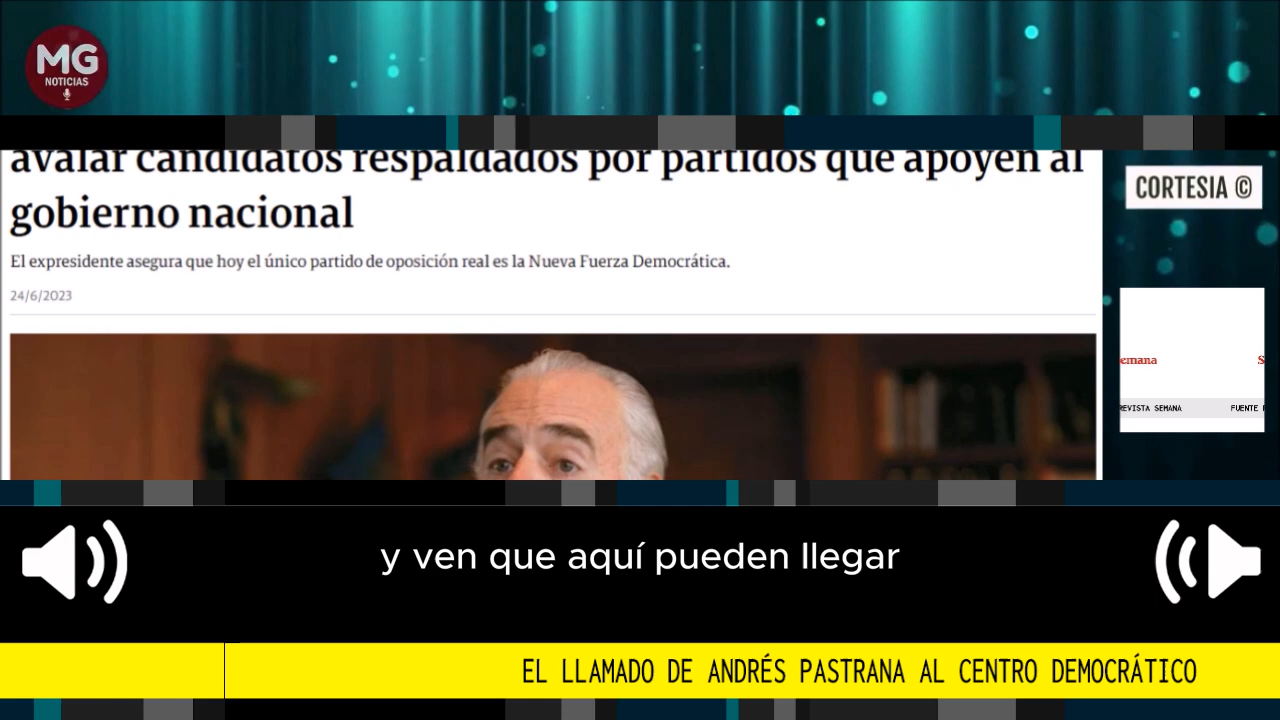 MG
NOTICIAS
avalar candidatos respaldados por partidos que apoyen al
gobierno nacional
El expresidente asegura que hoy el único partido de oposición real es la Nueva Fuerza Democrática.
24/6/2023
CORTESIA ©
emana S
REVISTA SEMANA FUENTE
y ven que aquí pueden llegar
EL LLAMADO DE ANDRÉS PASTRANA AL CENTRO DEMOCRÁTICO